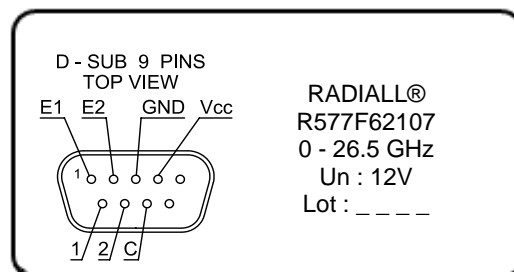 D - SUB 9 PINS
TOP VIEW
E1 E2 GND Vcc
1
1 2 C
RADIALL®
R577F62107
0 - 26.5 GHz
Un : 12V
Lot : _ _ _ _